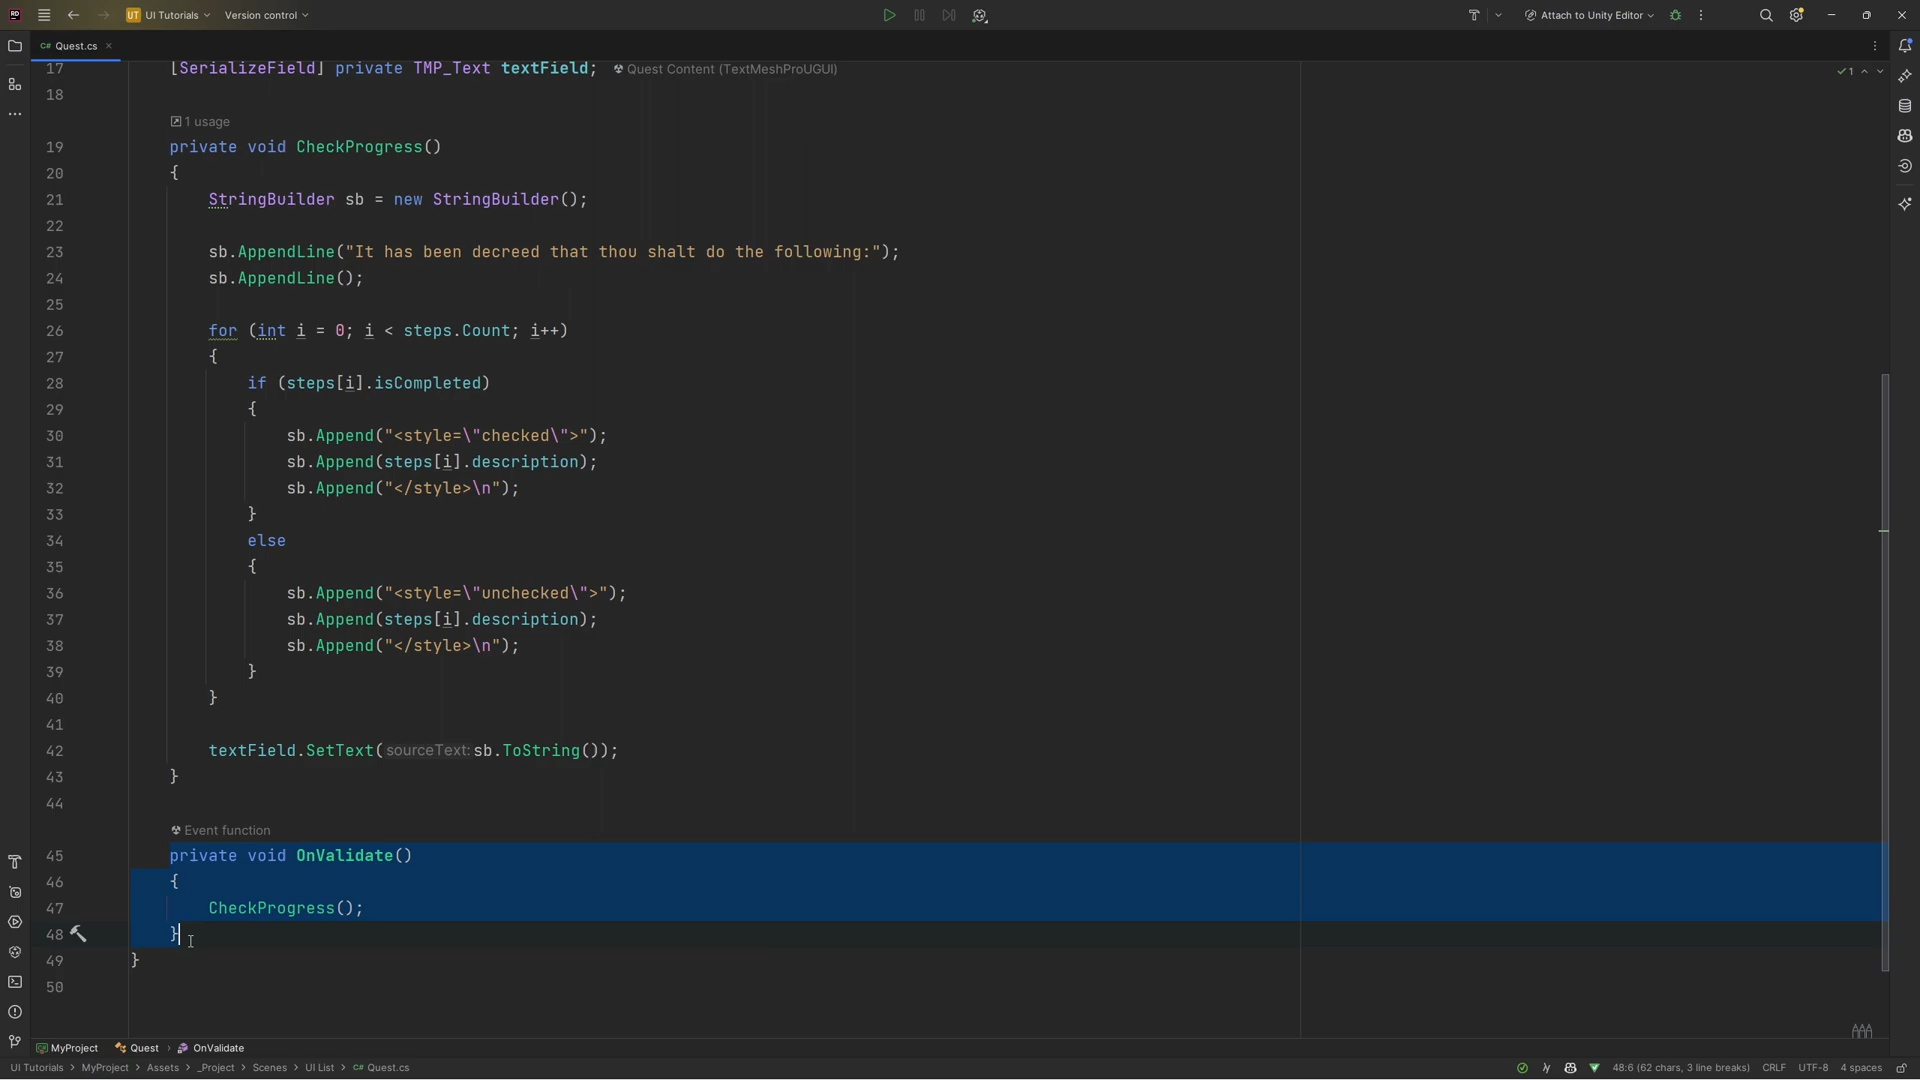 UT UI Tutorials Version control Attach to Unity Editor
C# Quest.cs
17 [SerializeField] private TMP_Text textField; Quest Content (TextMeshProUGUI) 1
18
1 usage
19 private void CheckProgress()
20 {
21 StringBuilder sb = new StringBuilder();
22
23 sb.AppendLine("It has been decreed that thou shalt do the following:");
24 sb.AppendLine();
25
26 for (int i = 0; i < steps.Count; i++)
27 {
28 if (steps[i].isCompleted)
29 {
30 sb.Append("<style=\"checked\">");
31 sb.Append(steps[i].description);
32 sb.Append("</style>\n");
33 }
34 else
35 {
36 sb.Append("<style=\"unchecked\">");
37 sb.Append(steps[i].description);
38 sb.Append("</style>\n");
39 }
40 }
41
42 textField.SetText(sourceText: sb.ToString());
43 }
44
Event function
45 private void OnValidate()
46 {
47 CheckProgress();
48 }
49 }
50
MyProject Quest > OnValidate
UI Tutorials > MyProject > Assets > _Project > Scenes > UI List > C# Quest.cs 48:6 (62 chars, 3 line breaks) CRLF UTF-8 4 spaces